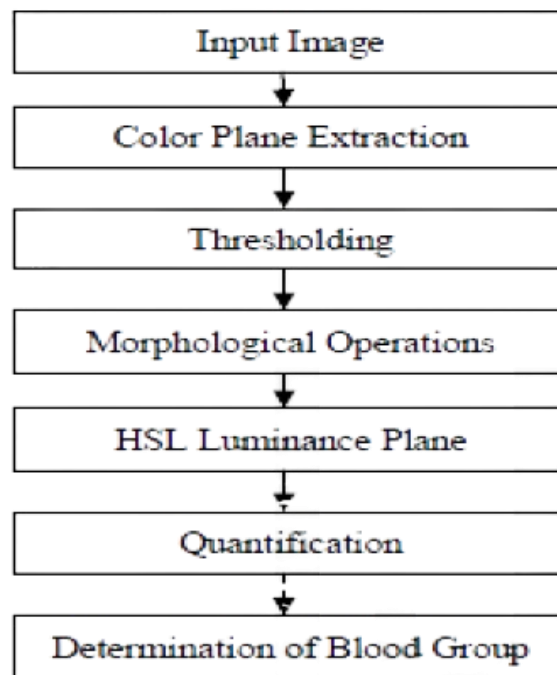 Input Image
Color Plane Extraction
Thresholding
Morphological Operations
HSL Luminance Plane
Quantification
Determination of Blood Group